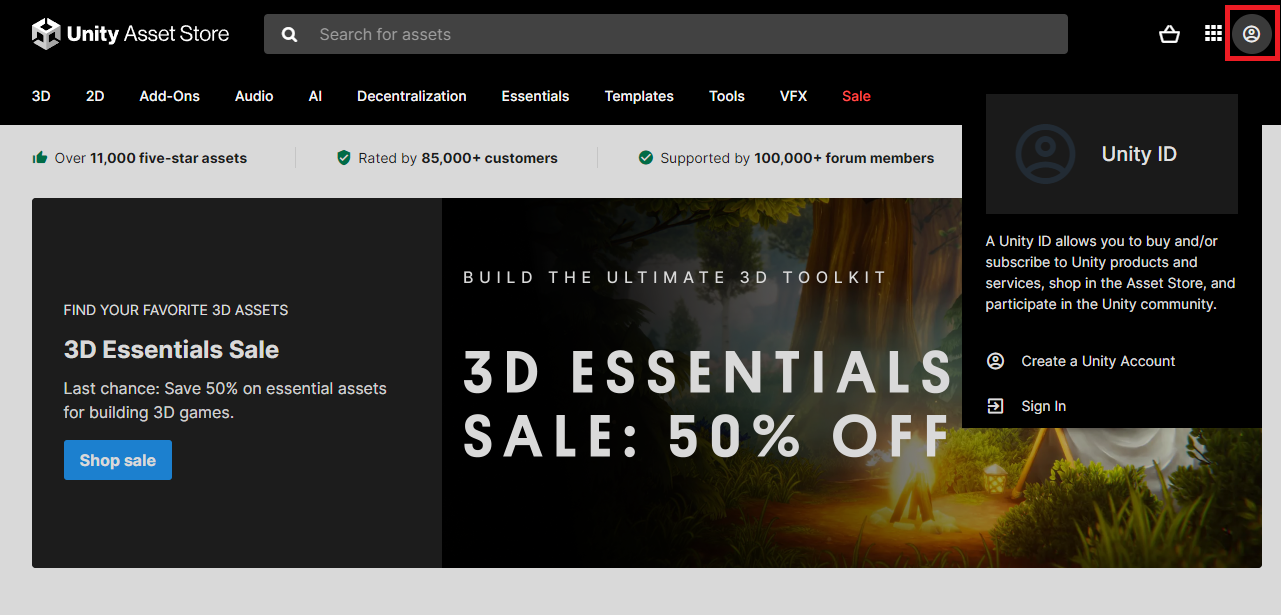 Unity Asset Store
Search for assets
3D 2D Add-Ons Audio AI Decentralization Essentials Templates Tools VFX Sale
Over 11,000 five-star assets
Rated by 85,000+ customers
Supported by 100,000+ forum members
FIND YOUR FAVORITE 3D ASSETS
3D Essentials Sale
Last chance: Save 50% on essential assets
for building 3D games.
Shop sale
BUILD THE ULTIMATE 3D TOOLKIT
3D ESSENTIALS
SALE: 50% OFF
Unity ID
A Unity ID allows you to buy and/or
subscribe to Unity products and
services, shop in the Asset Store, and
participate in the Unity community.
Create a Unity Account
Sign In